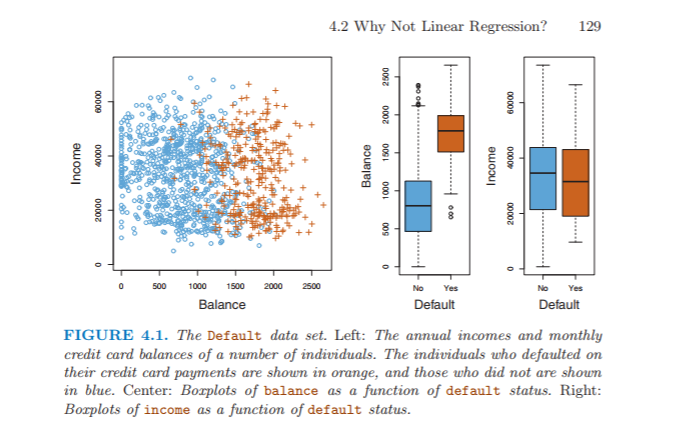 4.2 Why Not Linear Regression? 129
Income
0
20000
40000
60000
0 500 1000 1500 2000 2500
Balance
Balance
0
500
1000
1500
2000
2500
No Yes
Default
Income
0
20000
40000
60000
No Yes
Default
FIGURE 4.1. The Default data set. Left: The annual incomes and monthly
credit card balances of a number of individuals. The individuals who defaulted on
their credit card payments are shown in orange, and those who did not are shown
in blue. Center: Boxplots of balance as a function of default status. Right:
Boxplots of income as a function of default status.